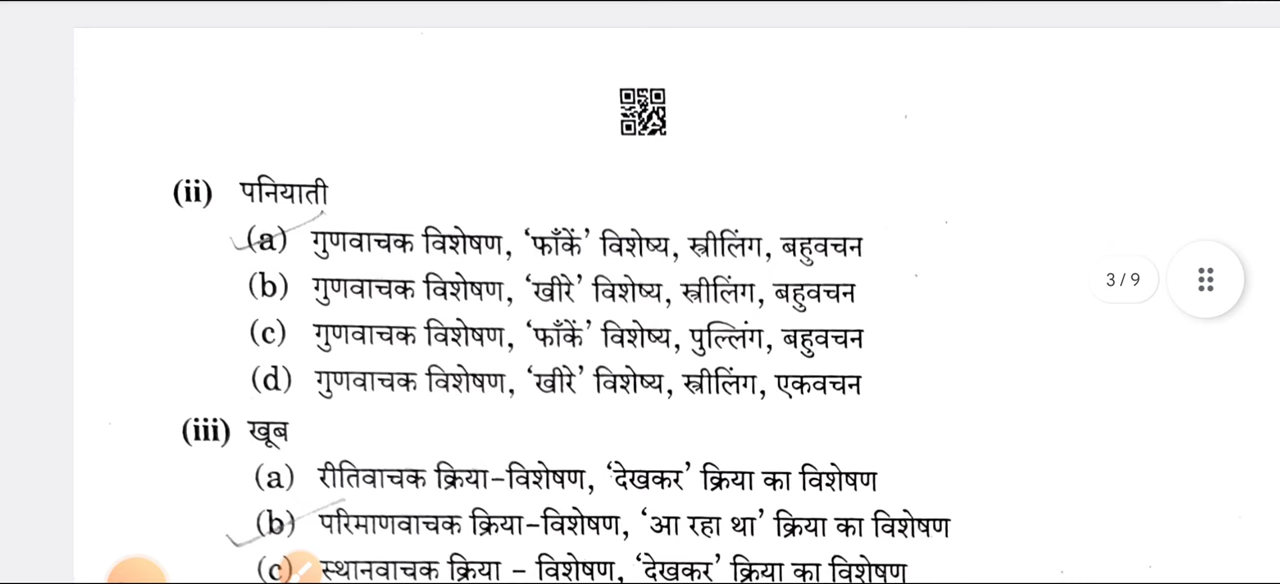 (ii) पनियाती
(a) गुणवाचक विशेषण, ‘फाँकें’ विशेष्य, स्त्रीलिंग, बहुवचन
(b) गुणवाचक विशेषण, ‘खीरे’ विशेष्य, स्त्रीलिंग, बहुवचन
(c) गुणवाचक विशेषण, ‘फाँकें’ विशेष्य, पुल्लिंग, बहुवचन
3/9
(d) गुणवाचक विशेषण, ‘खीरे’ विशेष्य, स्त्रीलिंग, एकवचन
(iii) खूब
(a) रीतिवाचक क्रिया-विशेषण, ‘देखकर’ क्रिया का विशेषण
(b) परिमाणवाचक क्रिया-विशेषण, ‘आ रहा था’ क्रिया का विशेषण
(c) स्थानवाचक क्रिया – विशेषण, ‘देखकर’ क्रिया का विशेषण